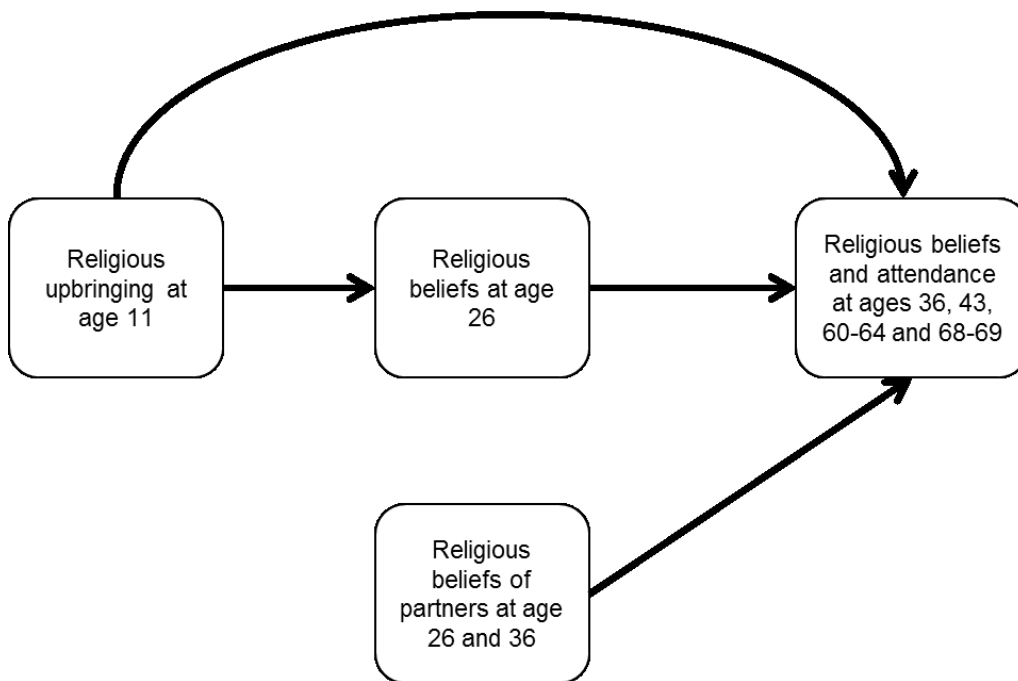 Religious
upbringing at
age 11
Religious
beliefs at age
26
Religious beliefs
and attendance
at ages 36, 43,
60-64 and 68-69
Religious
beliefs of
partners at age
26 and 36